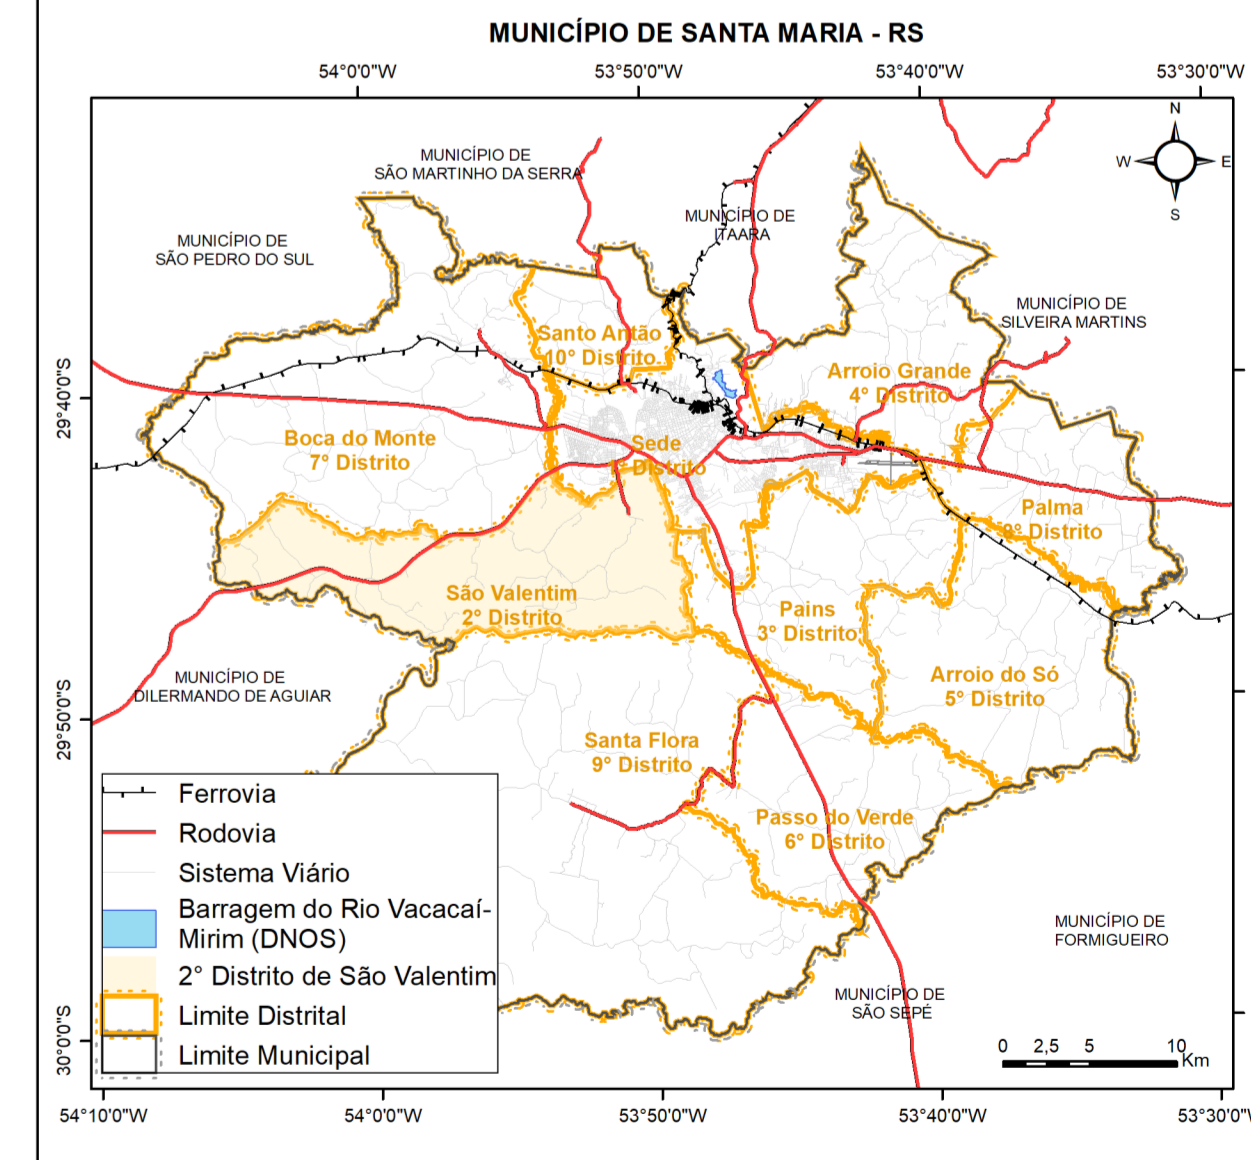 MUNICÍPIO DE SANTA MARIA - RS
54°0'0"W
53°50'0"W
53°40'0"W
53°30'0"W
N
W
E
S
MUNICÍPIO DE
SÃO MARTINHO DA SERRA
MUNICÍPIO DE
ITAARA
MUNICÍPIO DE
SÃO PEDRO DO SUL
MUNICÍPIO DE
SILVEIRA MARTINS
Santo Antão
10° Distrito
Arroio Grande
4° Distrito
29°40'0"S
Boca do Monte
7° Distrito
Sede
1° Distrito
Palma
8° Distrito
São Valentim
2° Distrito
Pains
3° Distrito
MUNICÍPIO DE
DILERMANDO DE AGUIAR
Arroio do Só
5° Distrito
29°50'0"S
Santa Flora
9° Distrito
Passo do Verde
6° Distrito
MUNICÍPIO DE
FORMIGUEIRO
MUNICÍPIO DE
SÃO SEPÉ
Ferrovia
Rodovia
Sistema Viário
Barragem do Rio Vacacaí-
Mirim (DNOS)
2° Distrito de São Valentim
Limite Distrital
Limite Municipal
30°0'0"S
0 2,5 5 10
Km
54°10'0"W
54°0'0"W
53°50'0"W
53°40'0"W
53°30'0"W